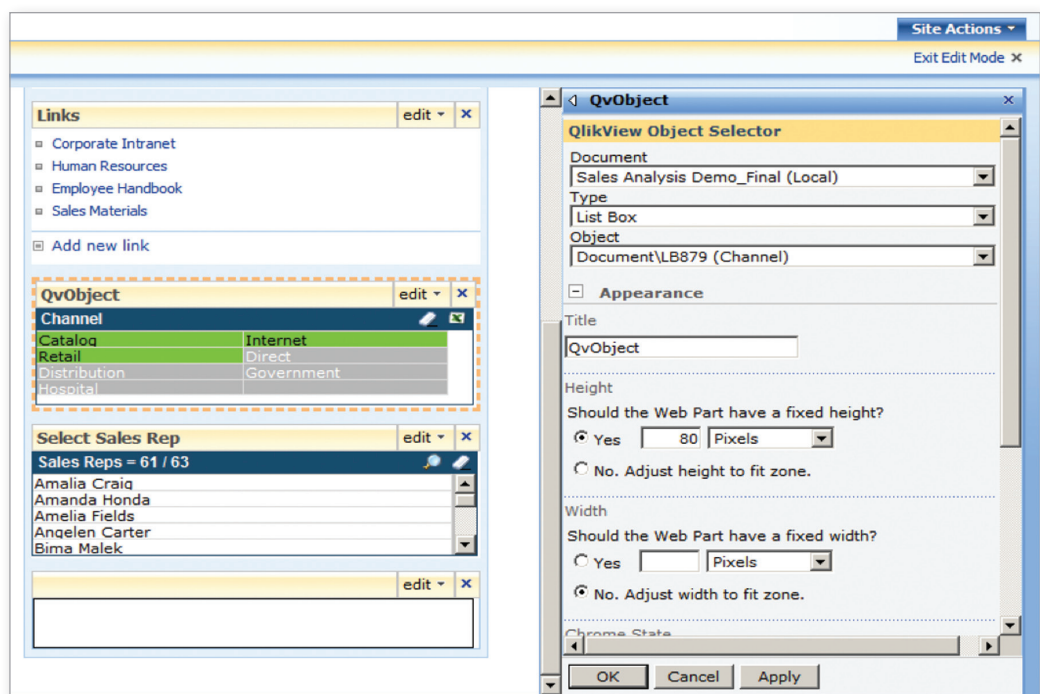 Site Actions
Exit Edit Mode
Links
edit
Corporate Intranet
Human Resources
Employee Handbook
Sales Materials
Add new link
QvObject
edit
Channel
Catalog Internet
Retail Direct
Distribution Government
Hospital
Select Sales Rep
edit
Sales Reps = 61 / 63
Amalia Craig
Amanda Honda
Amelia Fields
Angelen Carter
Bima Malek
edit
QvObject
QlikView Object Selector
Document
Sales Analysis Demo_Final (Local)
Type
List Box
Object
Document\LB879 (Channel)
Appearance
Title
QvObject
Height
Should the Web Part have a fixed height?
Yes 80 Pixels
No. Adjust height to fit zone.
Width
Should the Web Part have a fixed width?
Yes Pixels
No. Adjust width to fit zone.
Chrome State
OK Cancel Apply